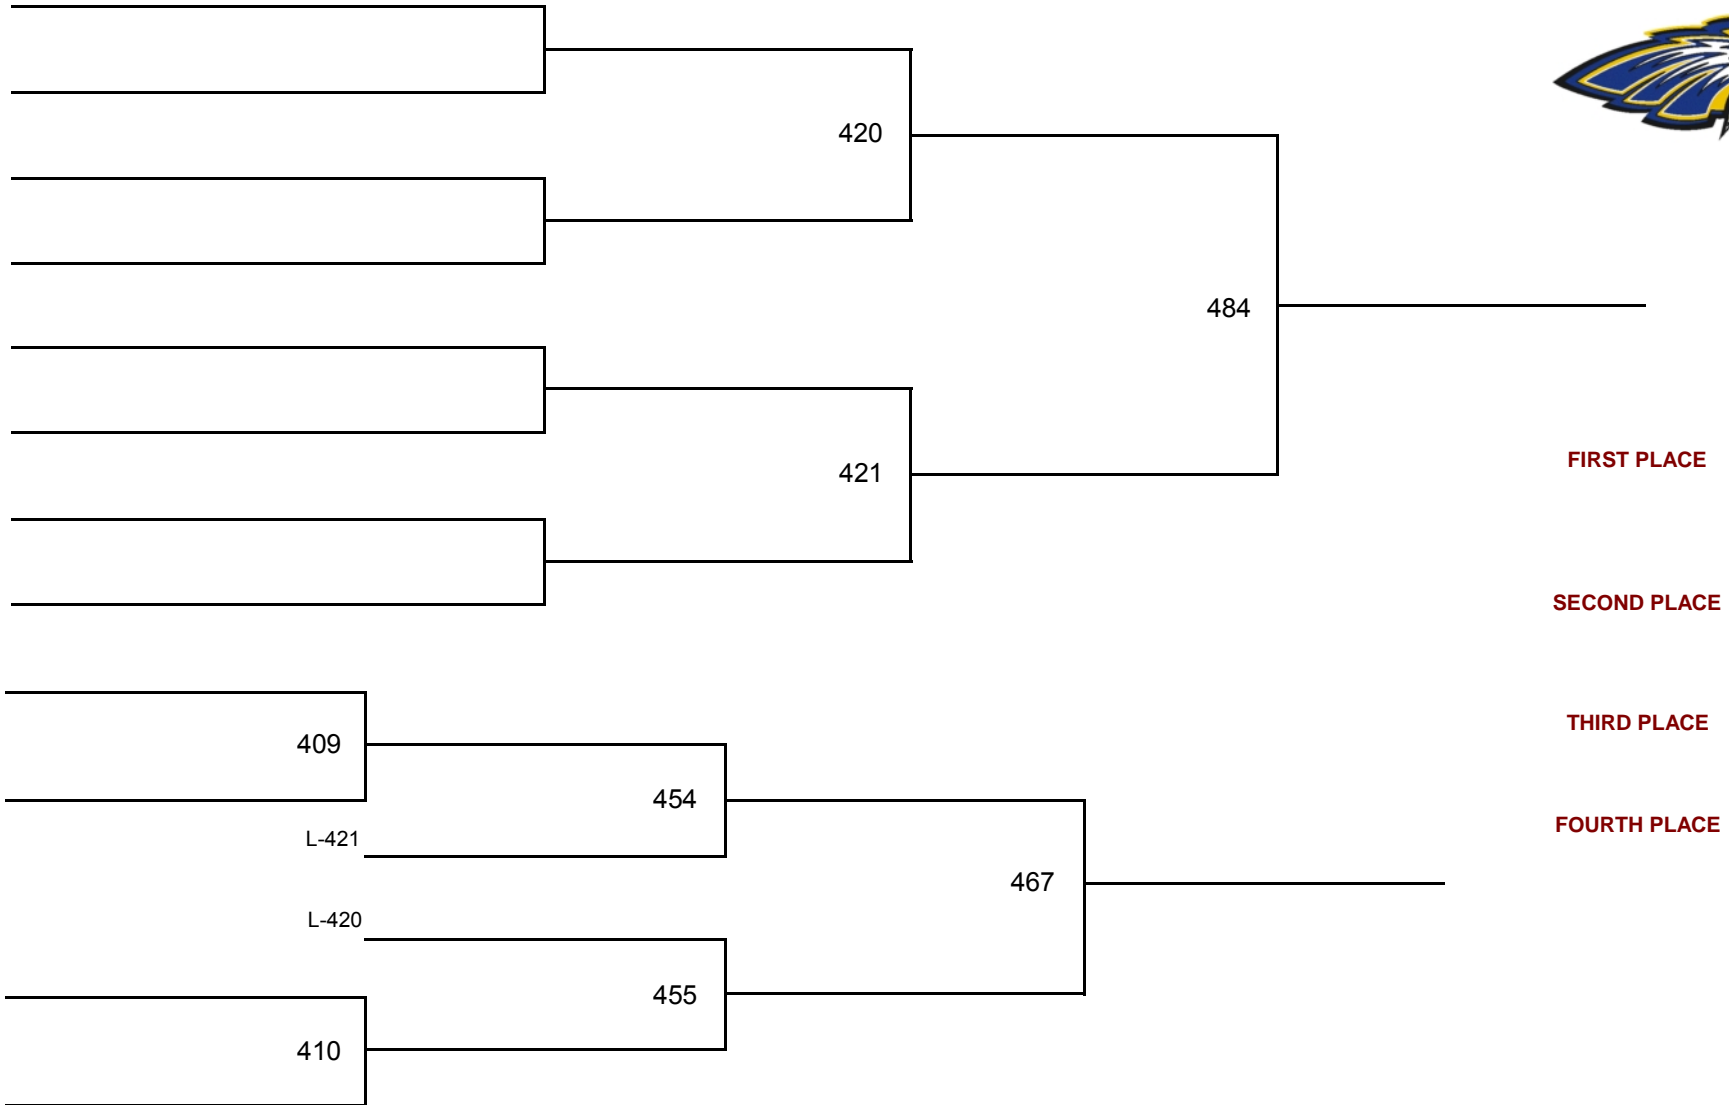 420
484
421
FIRST PLACE
SECOND PLACE
THIRD PLACE
409
454
FOURTH PLACE
L-421
467
L-420
455
410